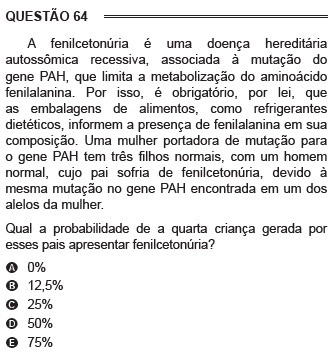 QUESTÃO 64
A fenilcetonúria é uma doença hereditária
autossômica recessiva, associada à mutação do
gene PAH, que limita a metabolização do aminoácido
fenilalanina. Por isso, é obrigatório, por lei, que
as embalagens de alimentos, como refrigerantes
dietéticos, informem a presença de fenilalanina em sua
composição. Uma mulher portadora de mutação para
o gene PAH tem três filhos normais, com um homem
normal, cujo pai sofria de fenilcetonúria, devido à
mesma mutação no gene PAH encontrada em um dos
alelos da mulher.
Qual a probabilidade de a quarta criança gerada por
esses pais apresentar fenilcetonúria?
A 0%
B 12,5%
C 25%
D 50%
E 75%